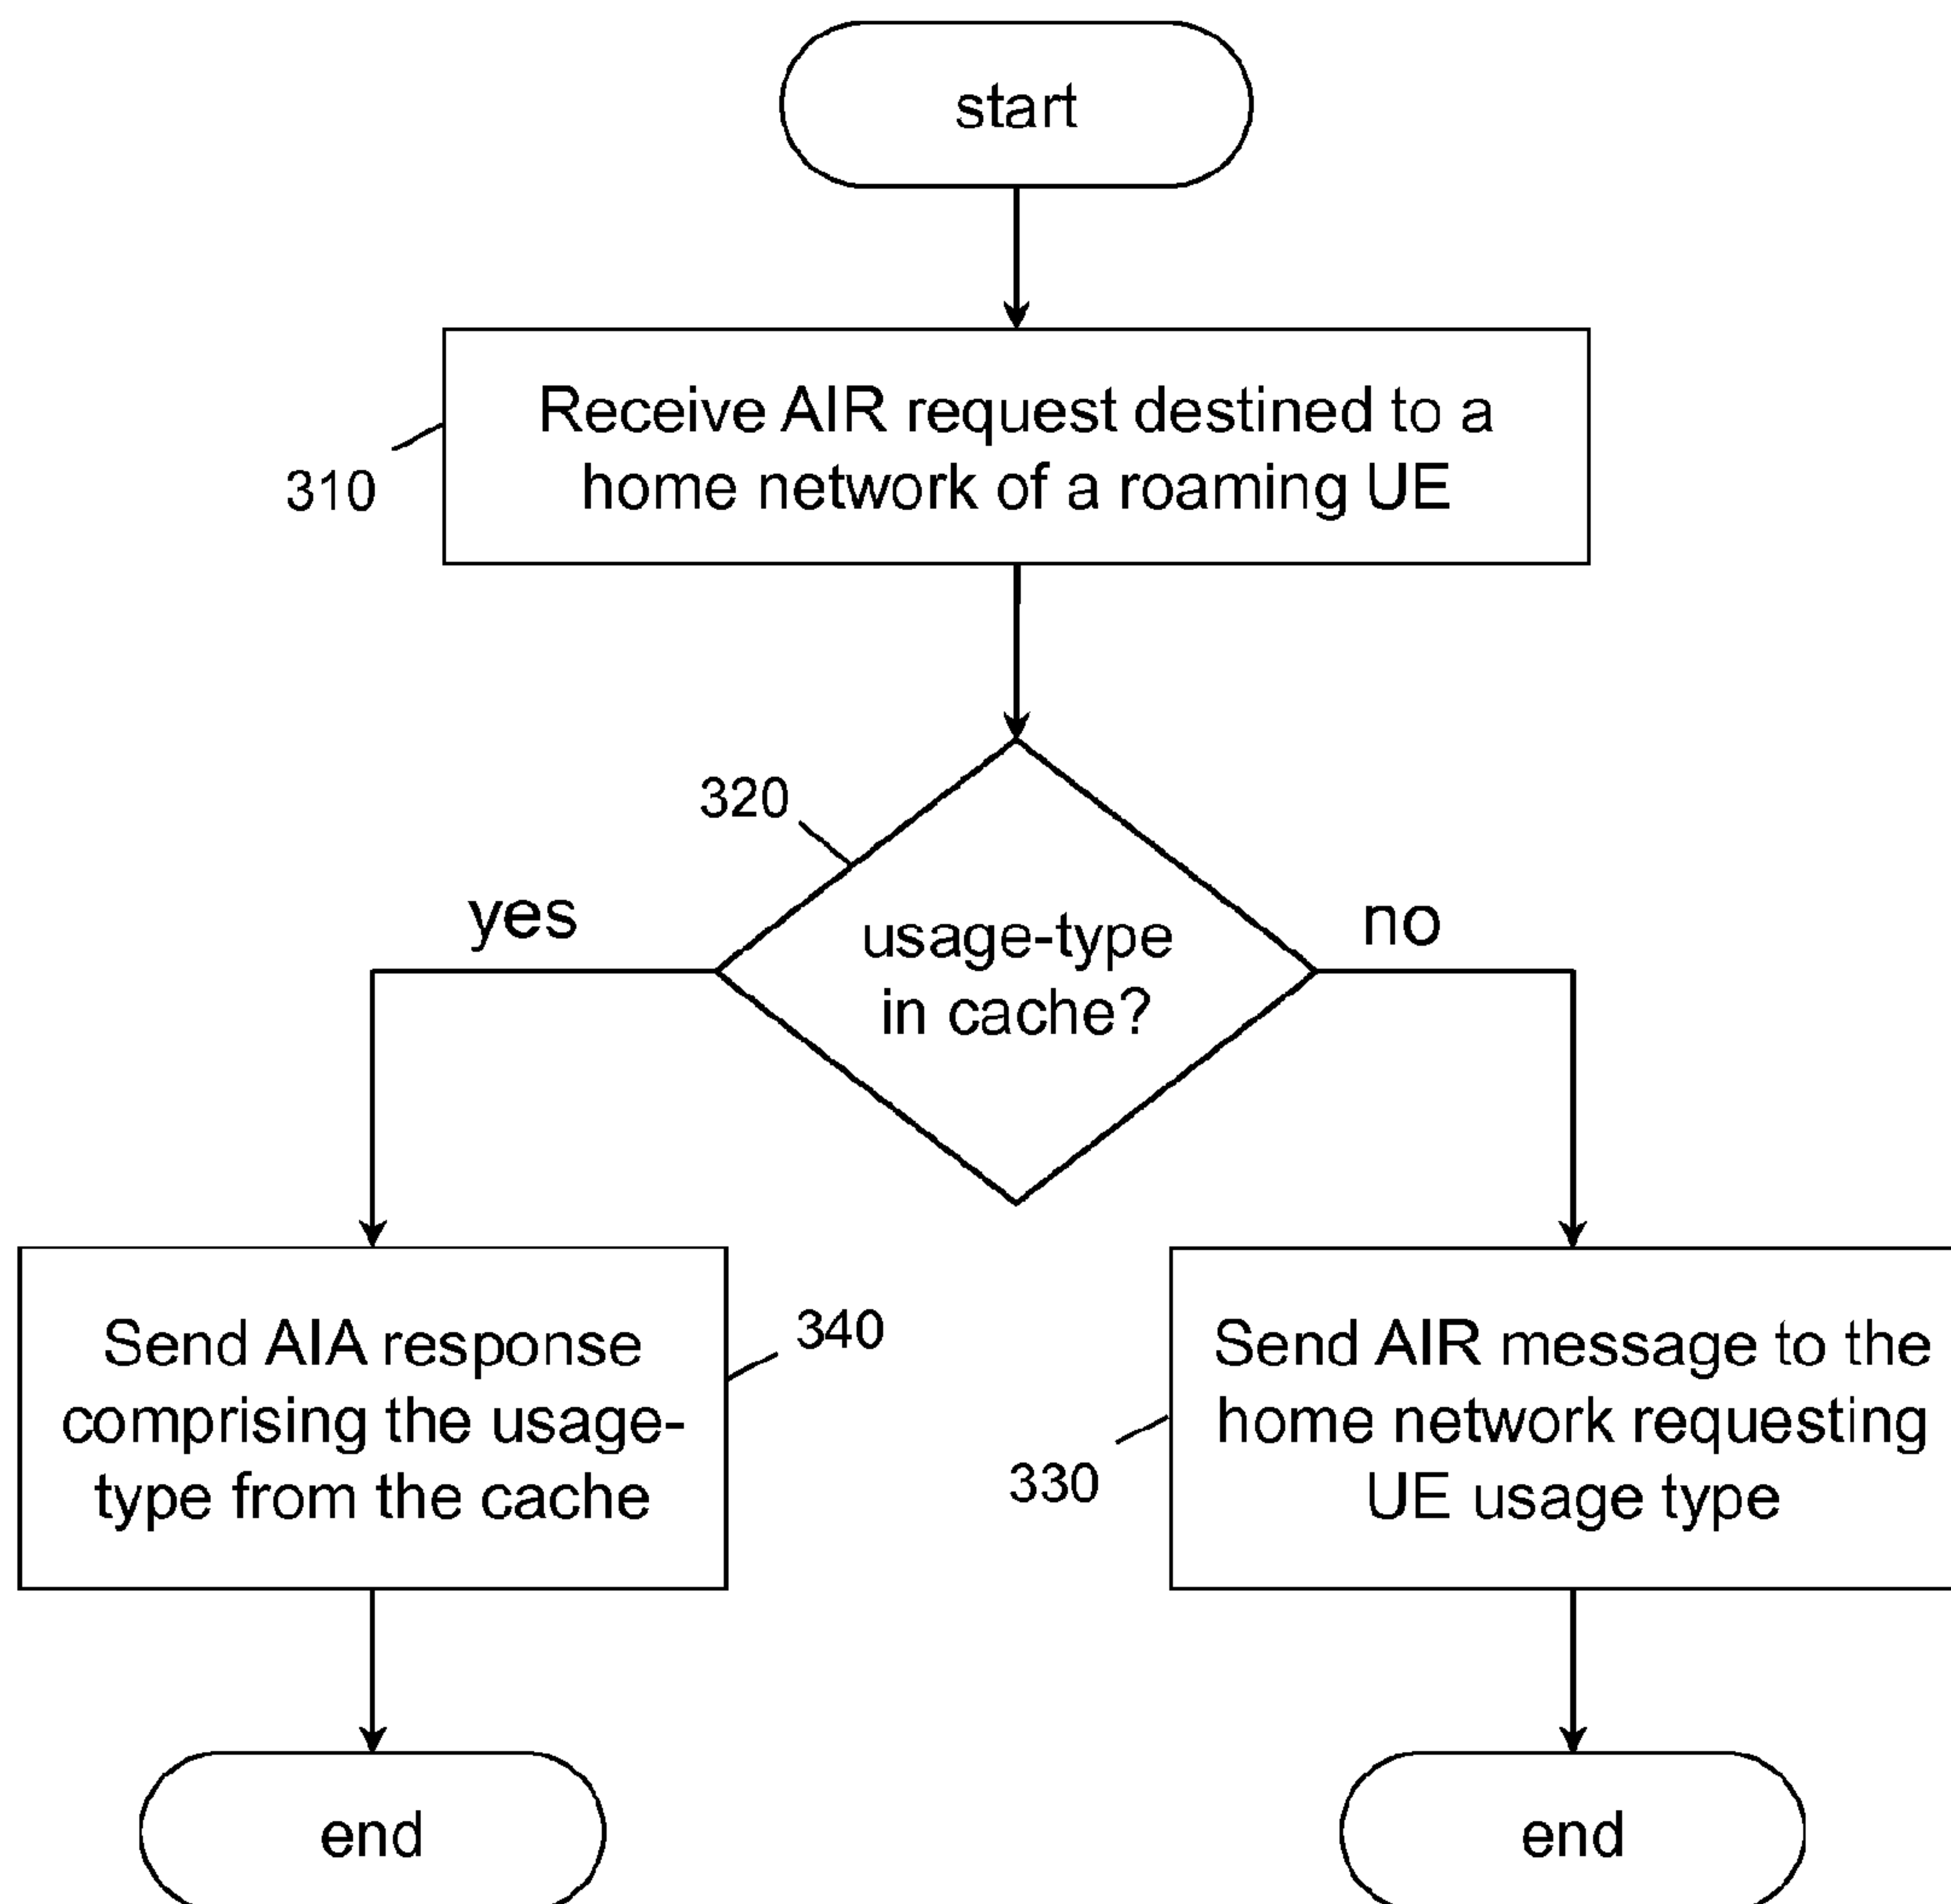 start
Receive AIR request destined to a
home network of a roaming UE
310
320
yes
no
usage-type
in cache?
Send AIA response
comprising the usage-
type from the cache
340
Send AIR message to the
home network requesting
UE usage type
330
end
end